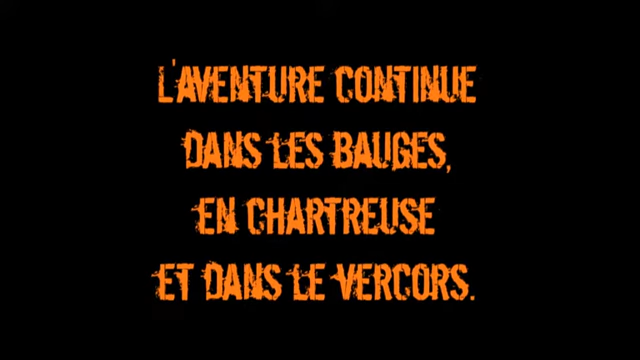 L'AVENTURE CONTINUE
DANS LES BAUGES,
EN CHARTREUSE
ET DANS LE VERCORS.